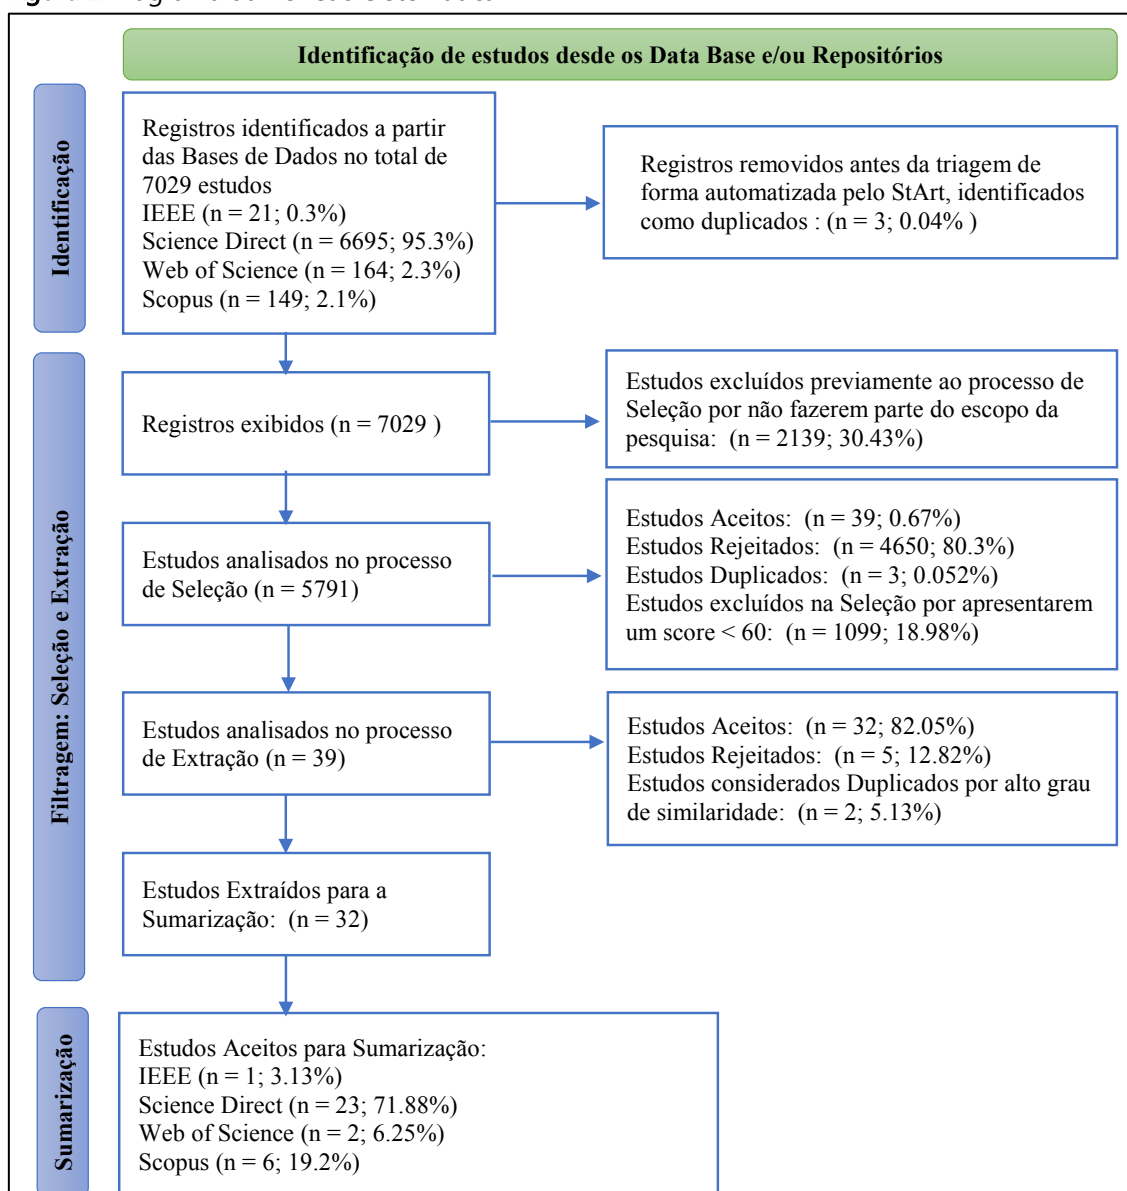 Identificação de estudos desde os Data Base e/ou Repositórios
Identificação
Registros identificados a partir
das Bases de Dados no total de
7029 estudos
IEEE (n = 21; 0.3%)
Science Direct (n = 6695; 95.3%)
Web of Science (n = 164; 2.3%)
Scopus (n = 149; 2.1%)
Registros removidos antes da triagem de
forma automatizada pelo StArt, identificados
como duplicados : (n = 3; 0.04% )
Filtragem: Seleção e Extração
Registros exibidos (n = 7029 )
Estudos excluídos previamente ao processo de
Seleção por não fazerem parte do escopo da
pesquisa: (n = 2139; 30.43%)
Estudos analisados no processo
de Seleção (n = 5791)
Estudos Aceitos: (n = 39; 0.67%)
Estudos Rejeitados: (n = 4650; 80.3%)
Estudos Duplicados: (n = 3; 0.052%)
Estudos excluídos na Seleção por apresentarem
um score < 60: (n = 1099; 18.98%)
Estudos analisados no processo
de Extração (n = 39)
Estudos Aceitos: (n = 32; 82.05%)
Estudos Rejeitados: (n = 5; 12.82%)
Estudos considerados Duplicados por alto grau
de similaridade: (n = 2; 5.13%)
Estudos Extraídos para a
Sumarização: (n = 32)
Sumarização
Estudos Aceitos para Sumarização:
IEEE (n = 1; 3.13%)
Science Direct (n = 23; 71.88%)
Web of Science (n = 2; 6.25%)
Scopus (n = 6; 19.2%)